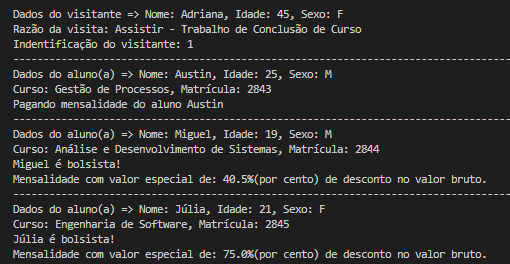 Dados do visitante => Nome: Adriana, Idade: 45, Sexo: F
Razão da visita: Assistir - Trabalho de Conclusão de Curso
Indentificação do visitante: 1
--------------------------------------------------------------------------------
Dados do aluno(a) => Nome: Austin, Idade: 25, Sexo: M
Curso: Gestão de Processos, Matrícula: 2843
Pagando mensalidade do aluno Austin
--------------------------------------------------------------------------------
Dados do aluno(a) => Nome: Miguel, Idade: 19, Sexo: M
Curso: Análise e Desenvolvimento de Sistemas, Matrícula: 2844
Miguel é bolsista!
Mensalidade com valor especial de: 40.5%(por cento) de desconto no valor bruto.
--------------------------------------------------------------------------------
Dados do aluno(a) => Nome: Júlia, Idade: 21, Sexo: F
Curso: Engenharia de Software, Matrícula: 2845
Júlia é bolsista!
Mensalidade com valor especial de: 75.0%(por cento) de desconto no valor bruto.